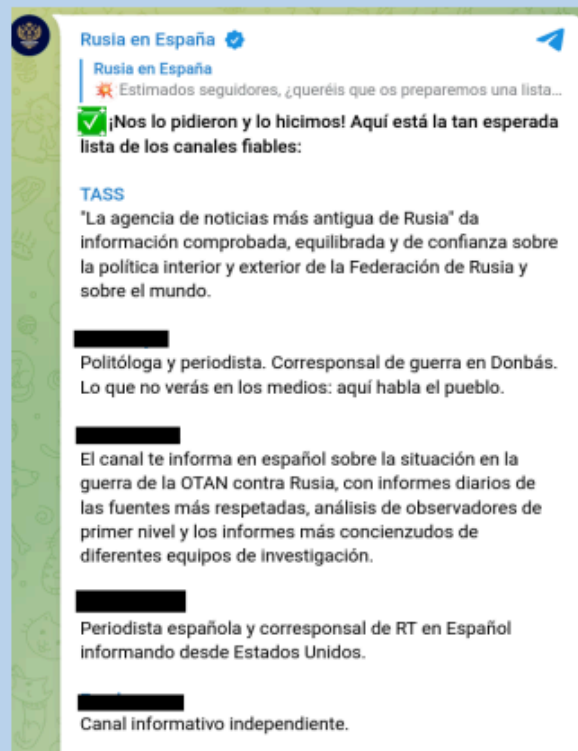 Rusia en España
Rusia en España
💥 Estimados seguidores, ¿queréis que os preparemos una lista...
✅ ¡Nos lo pidieron y lo hicimos! Aquí está la tan esperada
lista de los canales fiables:
TASS
"La agencia de noticias más antigua de Rusia" da
información comprobada, equilibrada y de confianza sobre
la política interior y exterior de la Federación de Rusia y
sobre el mundo.
Politóloga y periodista. Corresponsal de guerra en Donbás.
Lo que no verás en los medios: aquí habla el pueblo.
El canal te informa en español sobre la situación en la
guerra de la OTAN contra Rusia, con informes diarios de
las fuentes más respetadas, análisis de observadores de
primer nivel y los informes más concienzudos de
diferentes equipos de investigación.
Periodista española y corresponsal de RT en Español
informando desde Estados Unidos.
Canal informativo independiente.